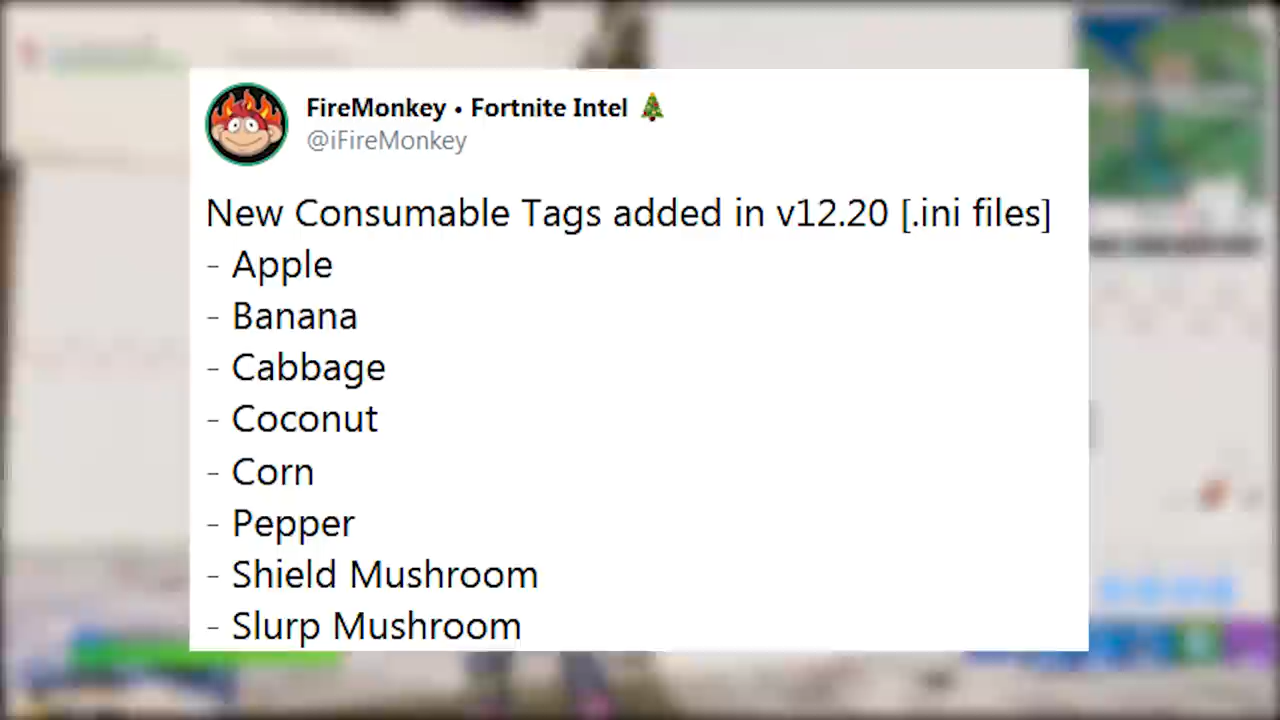 FireMonkey • Fortnite Intel 🎄
@iFireMonkey
New Consumable Tags added in v12.20 [.ini files]
- Apple
- Banana
- Cabbage
- Coconut
- Corn
- Pepper
- Shield Mushroom
- Slurp Mushroom